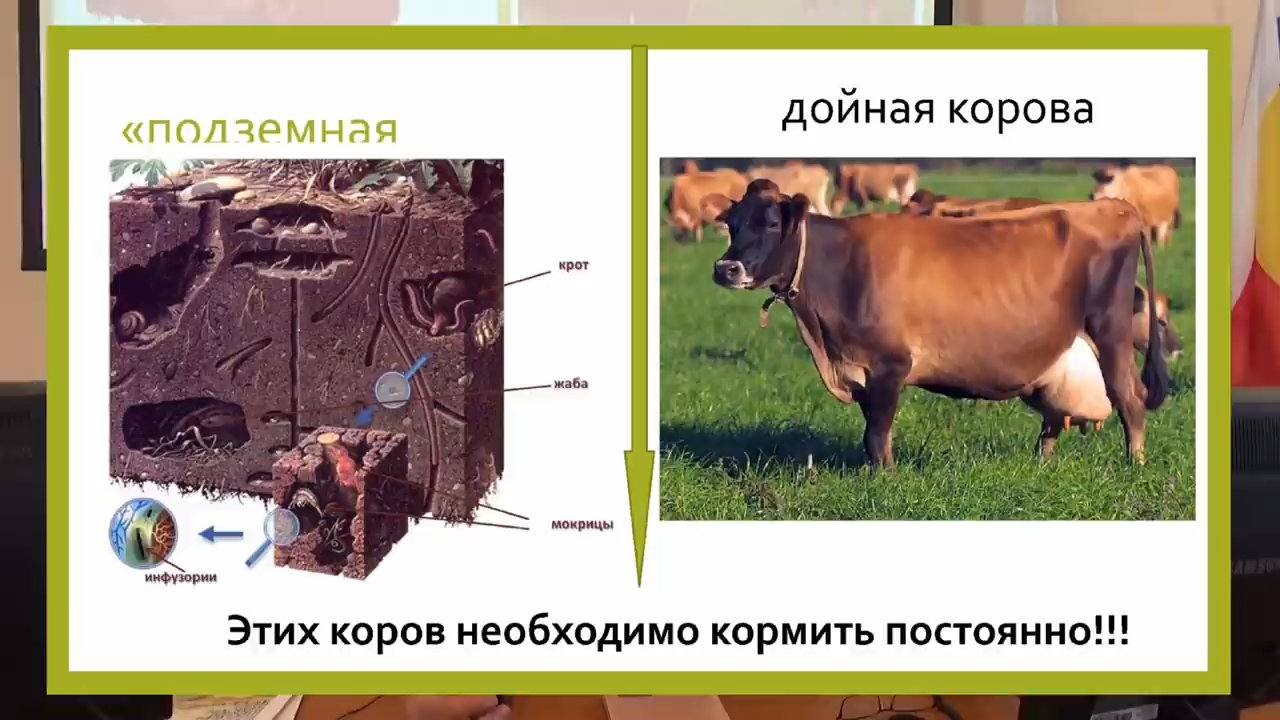 «подземная
дойная корова
крот
жаба
мокрицы
инфузории
Этих коров необходимо кормить постоянно!!!